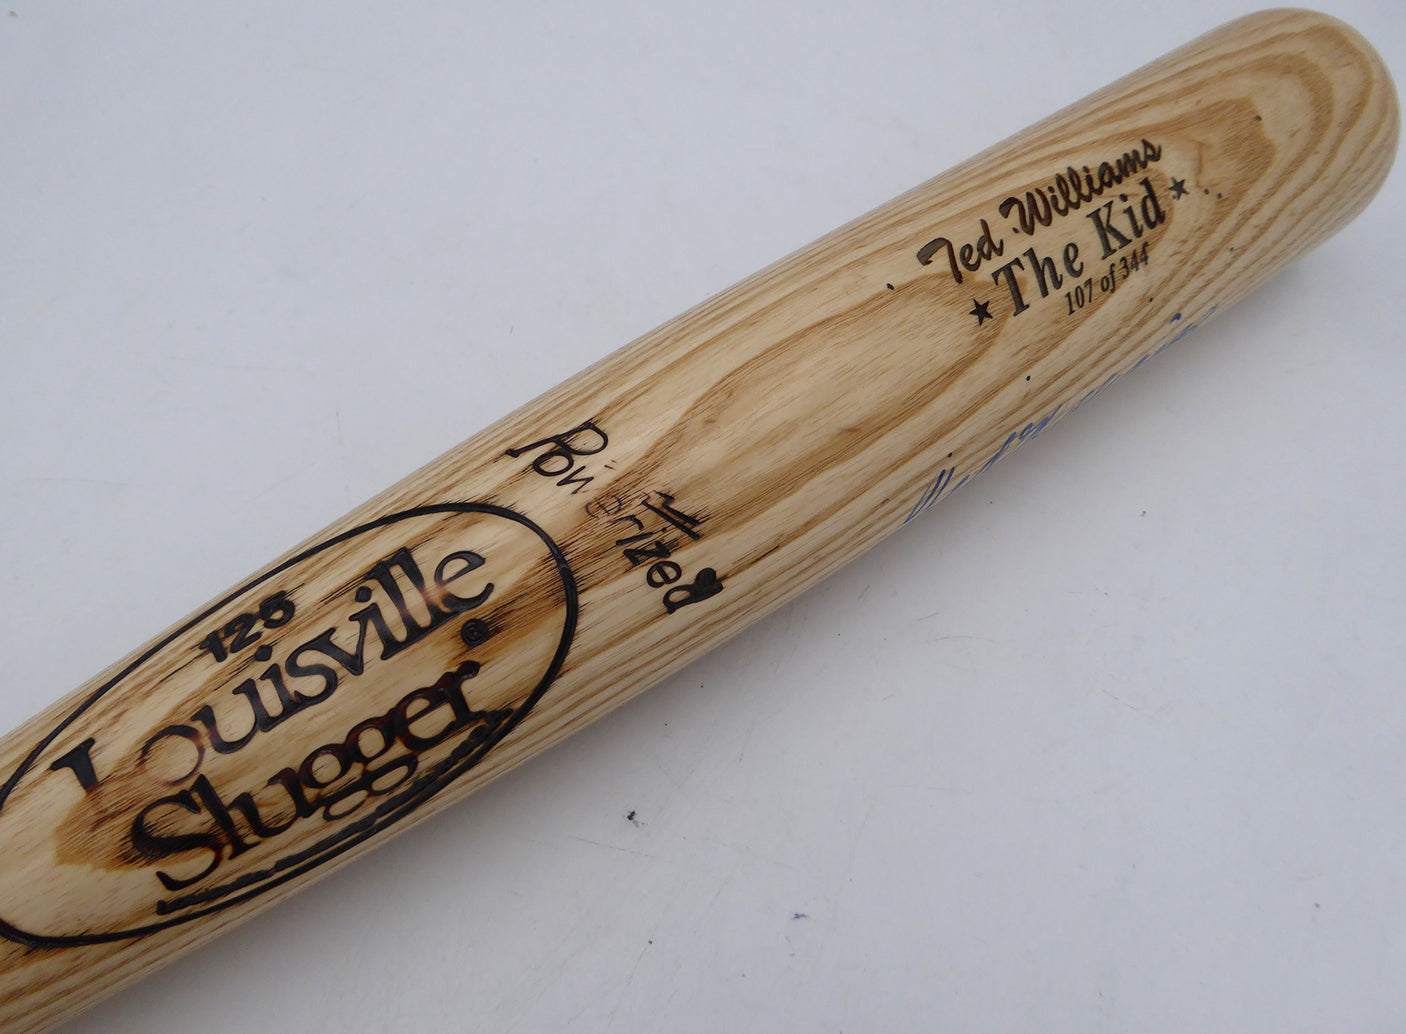 Ted Williams
★ The Kid ★
107 of 344
Powerized
125
Louisville
Slugger
®